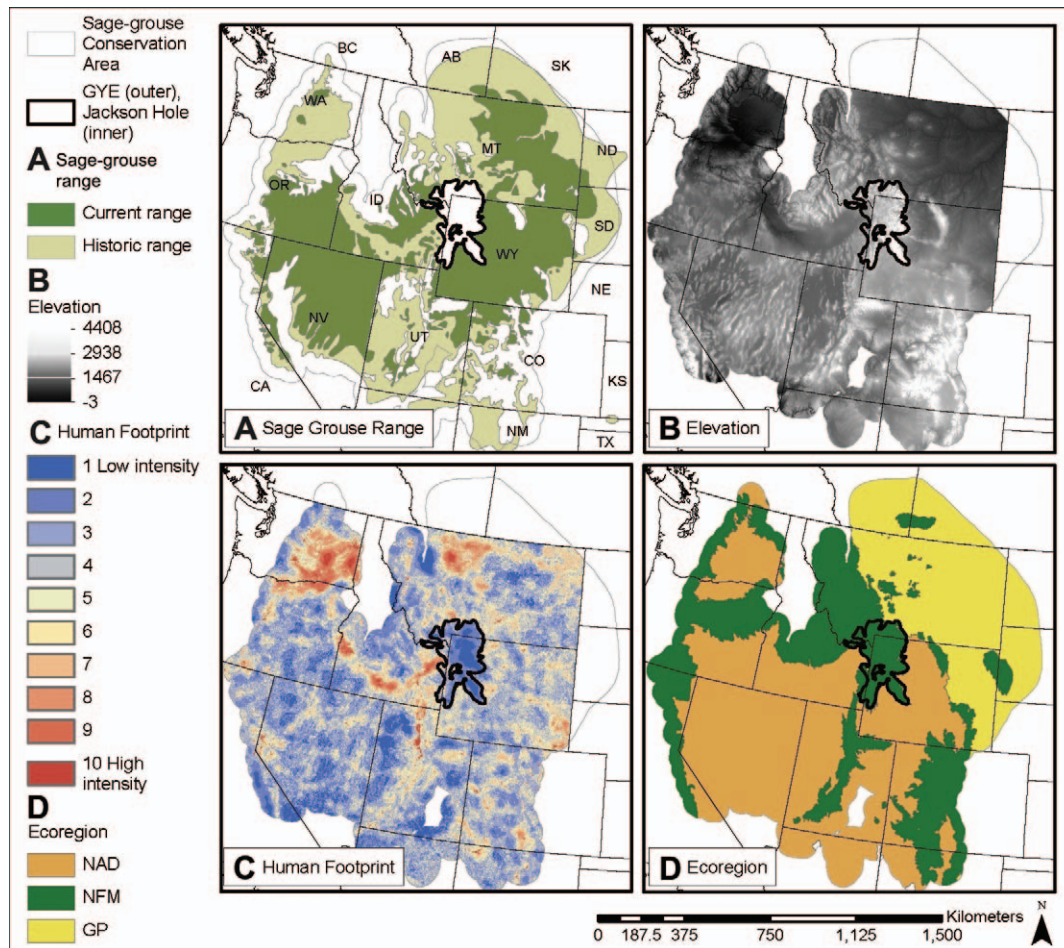 Sage-grouse
Conservation
Area
GYE (outer),
Jackson Hole
(inner)
A Sage-grouse
range
Current range
Historic range
B
Elevation
4408
2938
1467
-3
C Human Footprint
1 Low intensity
2
3
4
5
6
7
8
9
10 High
intensity
D
Ecoregion
NAD
NFM
GP
BC
AB
SK
WA
MT
ND
OR
ID
SD
WY
NE
NV
UT
CO
CA
KS
NM
TX
A Sage Grouse Range
B Elevation
C Human Footprint
D Ecoregion
Kilometers
0 187.5 375 750 1,125 1,500
N